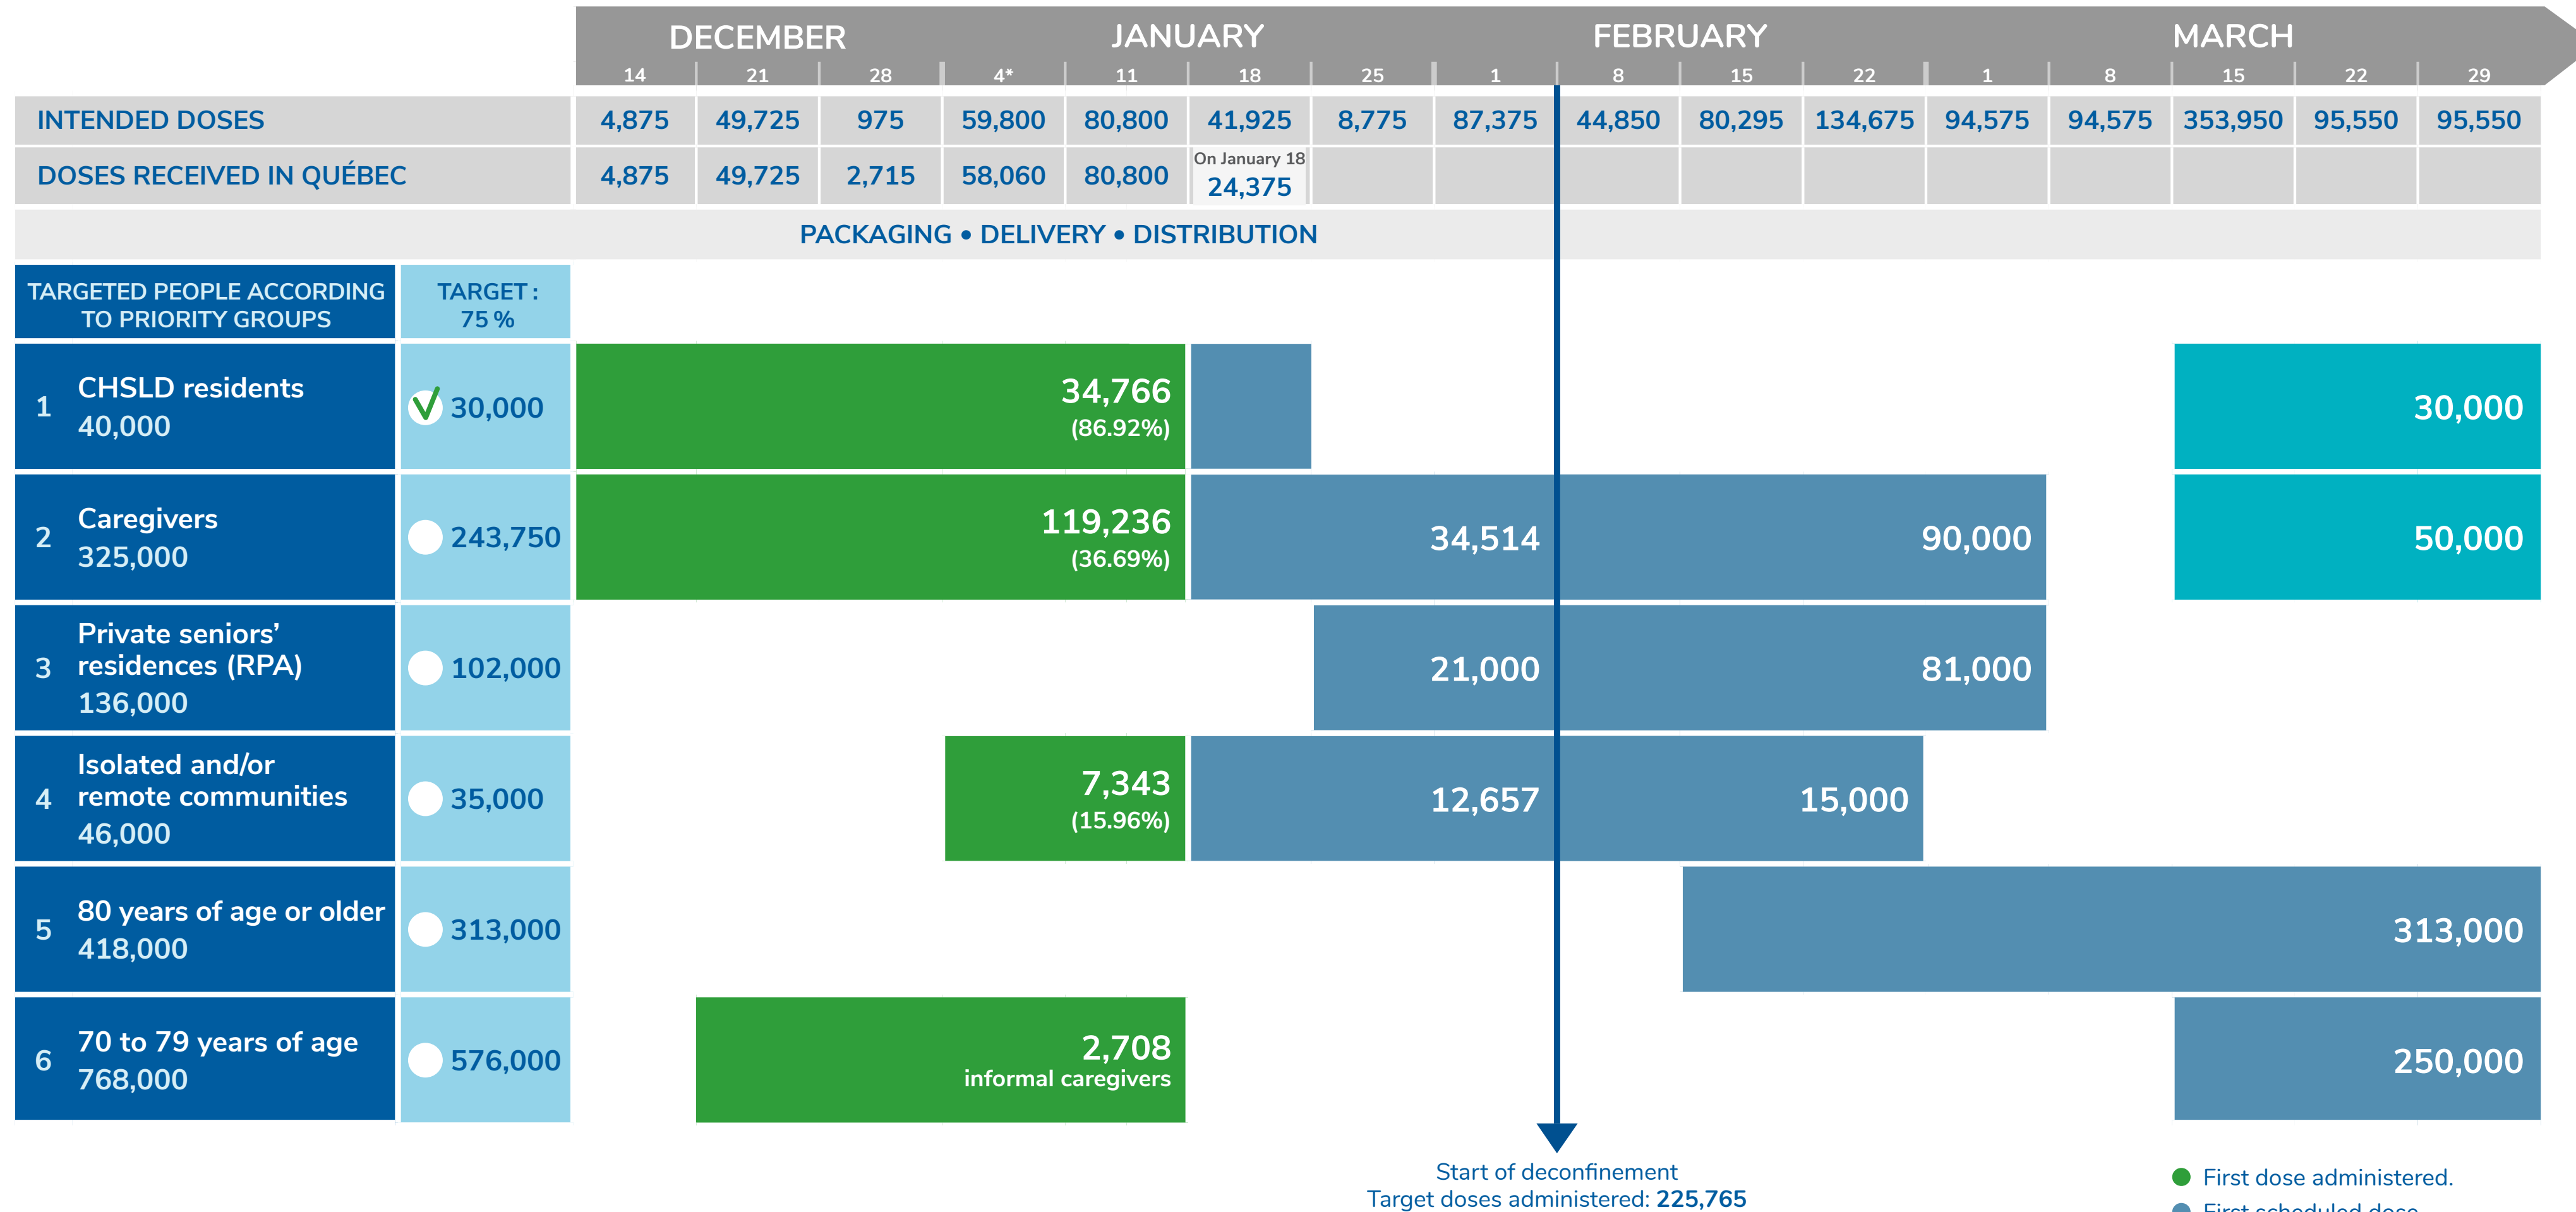 DECEMBER JANUARY FEBRUARY MARCH
14 21 28 4* 11 18 25 1 8 15 22 1 8 15 22 29
INTENDED DOSES 4,875 49,725 975 59,800 80,800 41,925 8,775 87,375 44,850 80,295 134,675 94,575 94,575 353,950 95,550 95,550
On January 18
DOSES RECEIVED IN QUÉBEC 4,875 49,725 2,715 58,060 80,800 24,375
PACKAGING • DELIVERY • DISTRIBUTION
TARGETED PEOPLE ACCORDING
TO PRIORITY GROUPS
TARGET :
75 %
1 CHSLD residents
40,000
30,000
34,766
(86.92%)
30,000
2 Caregivers
325,000
243,750
119,236
(36.69%)
34,514
90,000
50,000
3 Private seniors’
residences (RPA)
136,000
102,000
21,000
81,000
4 Isolated and/or
remote communities
46,000
35,000
7,343
(15.96%)
12,657
15,000
5 80 years of age or older
418,000
313,000
313,000
6 70 to 79 years of age
768,000
576,000
2,708
informal caregivers
250,000
Start of deconfinement
Target doses administered: 225,765
First dose administered.
First scheduled dose